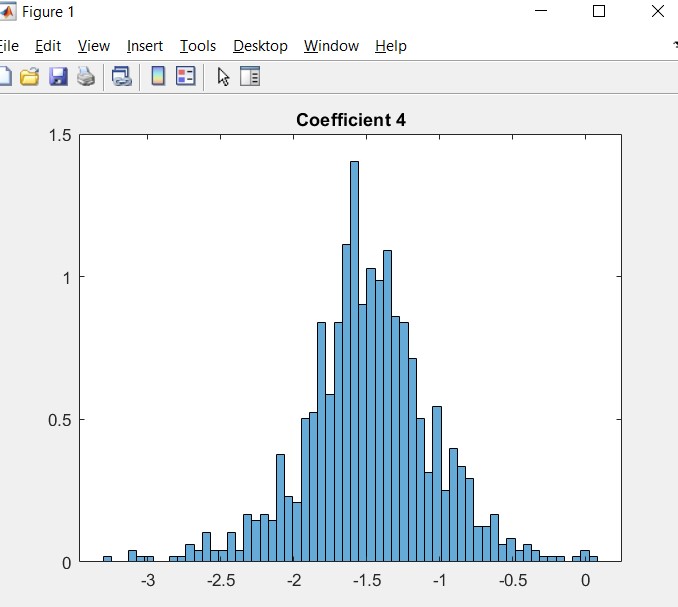 Figure 1
File Edit View Insert Tools Desktop Window Help
Coefficient 4
1.5
1
0.5
0
-3 -2.5 -2 -1.5 -1 -0.5 0